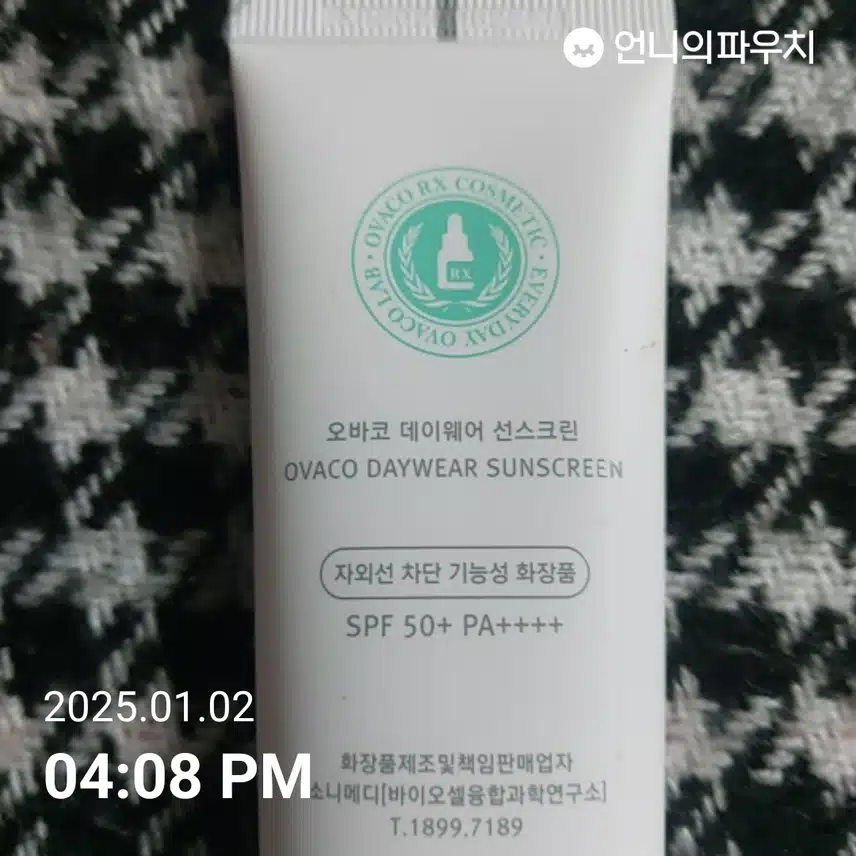 언니의파우치
OVACO RX COSMETIC · EVERYDAY OVACO LAB ·
RX
오바코 데이웨어 선스크린
OVACO DAYWEAR SUNSCREEN
자외선 차단 기능성 화장품
SPF 50+ PA++++
2025.01.02
04:08 PM
화장품제조및책임판매업자
소니메디[바이오셀융합과학연구소]
T.1899.7189